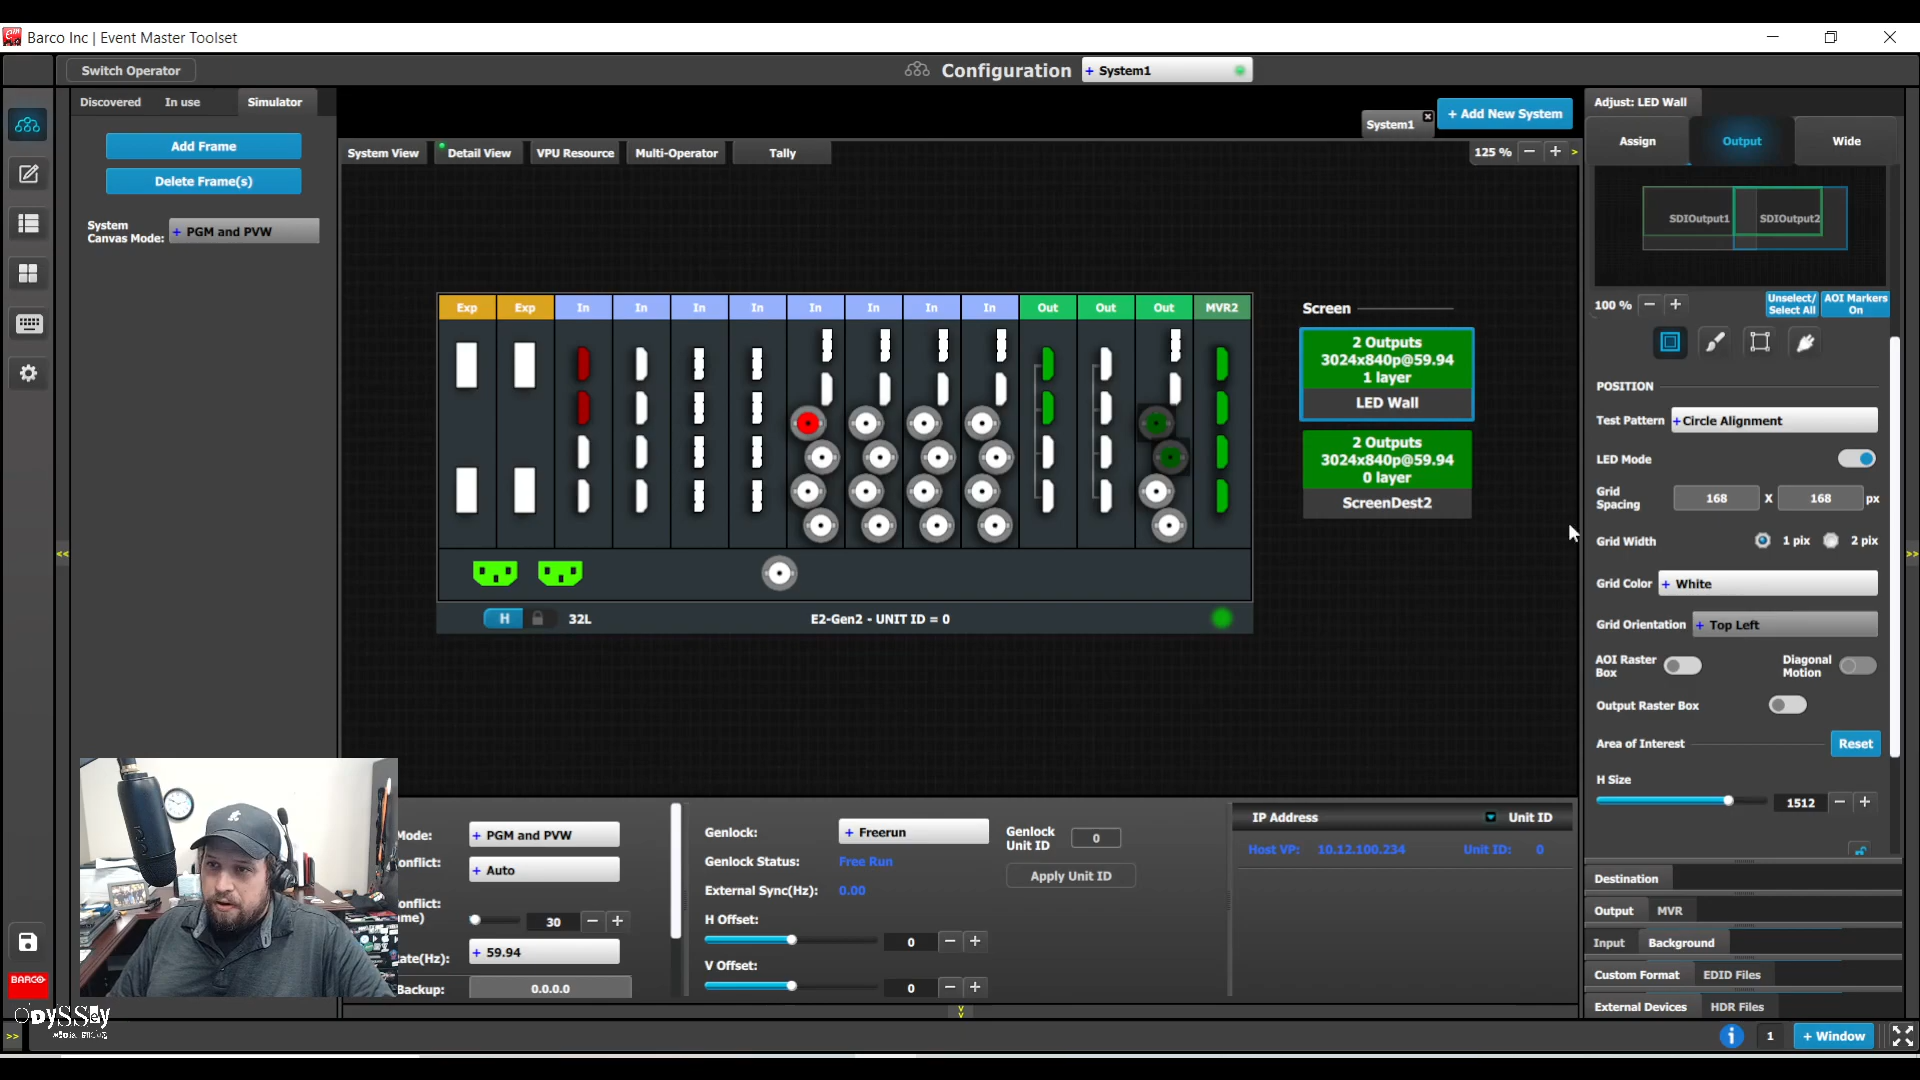 Barco Inc | Event Master Toolset
Switch Operator
Configuration
+ System1
Discovered
In use
Simulator
Add Frame
Delete Frame(s)
System
Canvas Mode:
+ PGM and PVW
System1
+ Add New System
System View
Detail View
VPU Resource
Multi-Operator
Tally
125 %
Exp
Exp
In
In
In
In
In
In
In
In
Out
Out
Out
MVR2
H
32L
E2-Gen2 - UNIT ID = 0
Screen
2 Outputs
3024x840p@59.94
1 layer
LED Wall
2 Outputs
3024x840p@59.94
0 layer
ScreenDest2
Adjust: LED Wall
Assign
Output
Wide
SDIOutput1
SDIOutput2
100 %
Unselect/
Select All
AOI Markers
On
POSITION
Test Pattern
+ Circle Alignment
LED Mode
Grid
Spacing
168
X
168
px
Grid Width
1 pix
2 pix
Grid Color
+ White
Grid Orientation
+ Top Left
AOI Raster
Box
Diagonal
Motion
Output Raster Box
Area of Interest
Reset
H Size
1512
Destination
Output
MVR
Input
Background
Custom Format
EDID Files
External Devices
HDR Files
Mode:
+ PGM and PVW
onflict:
+ Auto
onflict:
me)
30
ate(Hz):
+ 59.94
Backup:
0.0.0.0
Genlock:
+ Freerun
Genlock
Unit ID
0
Genlock Status:
Free Run
Apply Unit ID
External Sync(Hz):
0.00
H Offset:
0
V Offset:
0
IP Address
Unit ID
Host VP:
10.12.100.234
Unit ID:
0
BARCO
ODYSSEY
1
+ Window